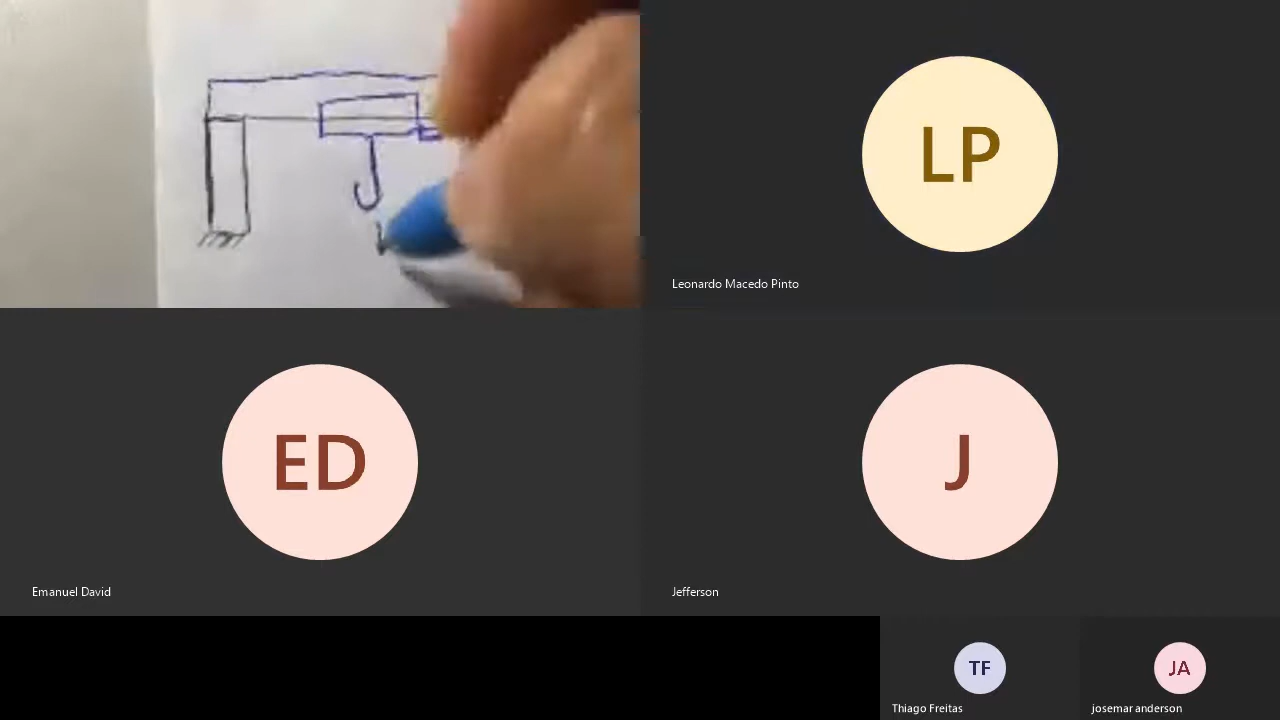 LP
Leonardo Macedo Pinto
ED
J
Emanuel David
Jefferson
TF
JA
Thiago Freitas
josemar anderson